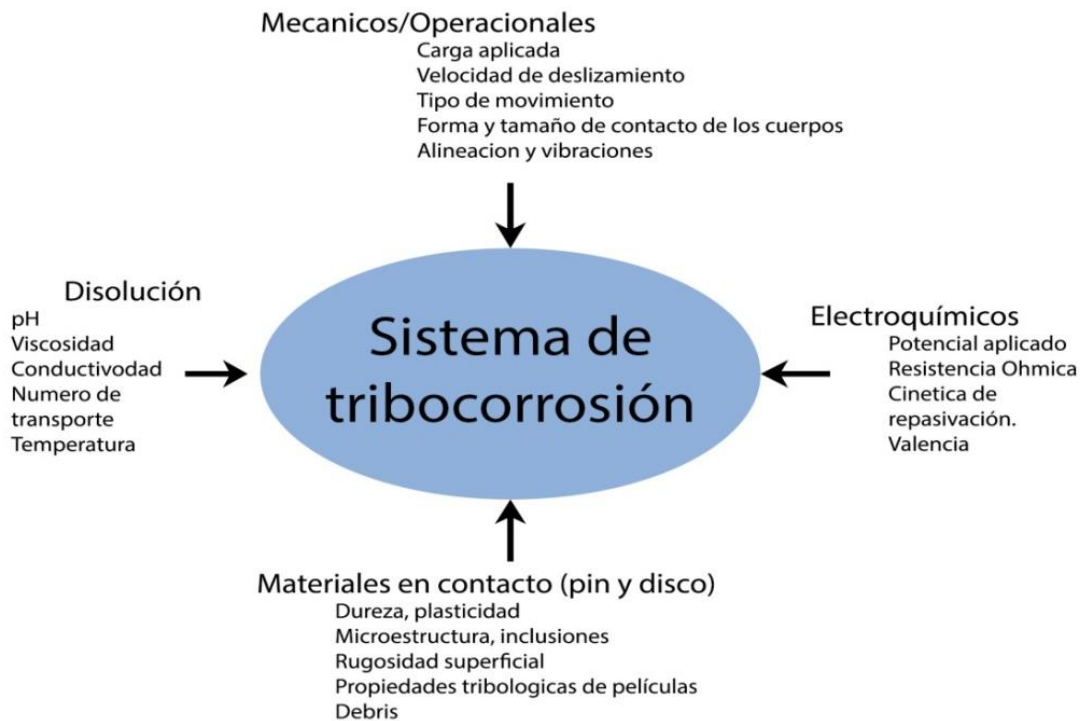 Mecanicos/Operacionales
Carga aplicada
Velocidad de deslizamiento
Tipo de movimiento
Forma y tamaño de contacto de los cuerpos
Alineacion y vibraciones
Disolución
pH
Viscosidad
Conductivodad
Numero de
transporte
Temperatura
Sistema de
tribocorrosión
Electroquímicos
Potencial aplicado
Resistencia Ohmica
Cinetica de
repasivación.
Valencia
Materiales en contacto (pin y disco)
Dureza, plasticidad
Microestructura, inclusiones
Rugosidad superficial
Propiedades tribologicas de películas
Debris